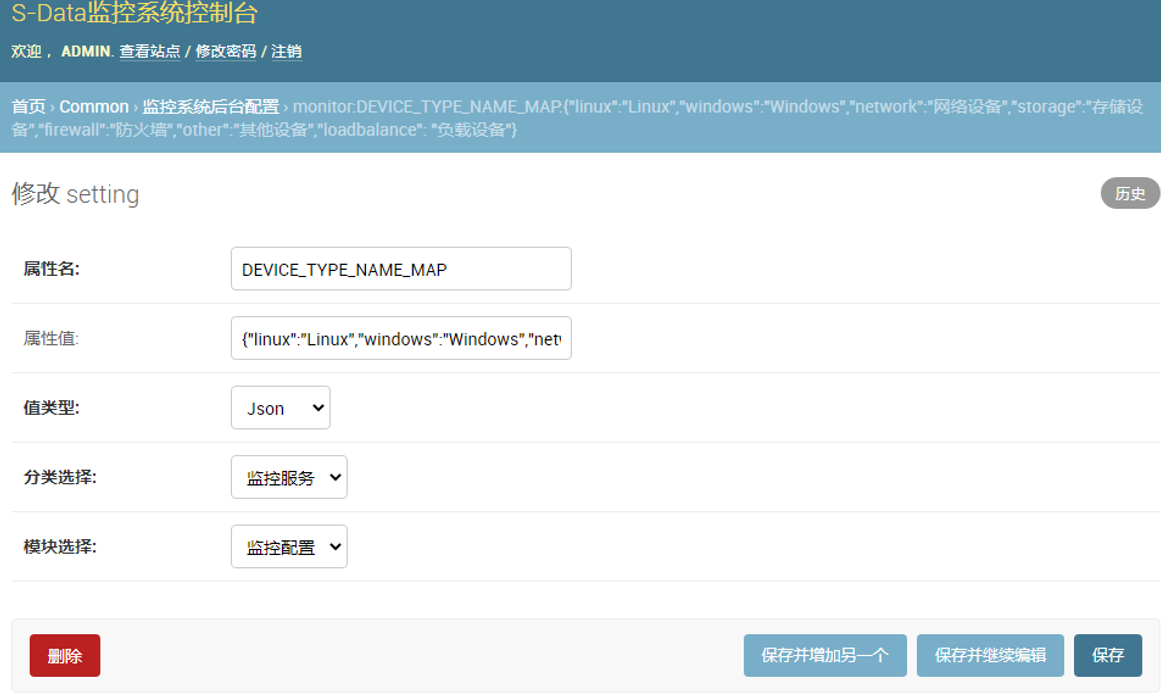 S-Data监控系统控制台
欢迎， ADMIN. 查看站点 / 修改密码 / 注销
首页 › Common › 监控系统后台配置 › monitor:DEVICE_TYPE_NAME_MAP:{"linux":"Linux","windows":"Windows","network":"网络设备","storage":"存储设
备","firewall":"防火墙","other":"其他设备","loadbalance": "负载设备"}
修改 setting
历史
属性名: DEVICE_TYPE_NAME_MAP
属性值: {"linux":"Linux","windows":"Windows","netw
值类型: Json
分类选择: 监控服务
模块选择: 监控配置
删除 保存并增加另一个 保存并继续编辑 保存